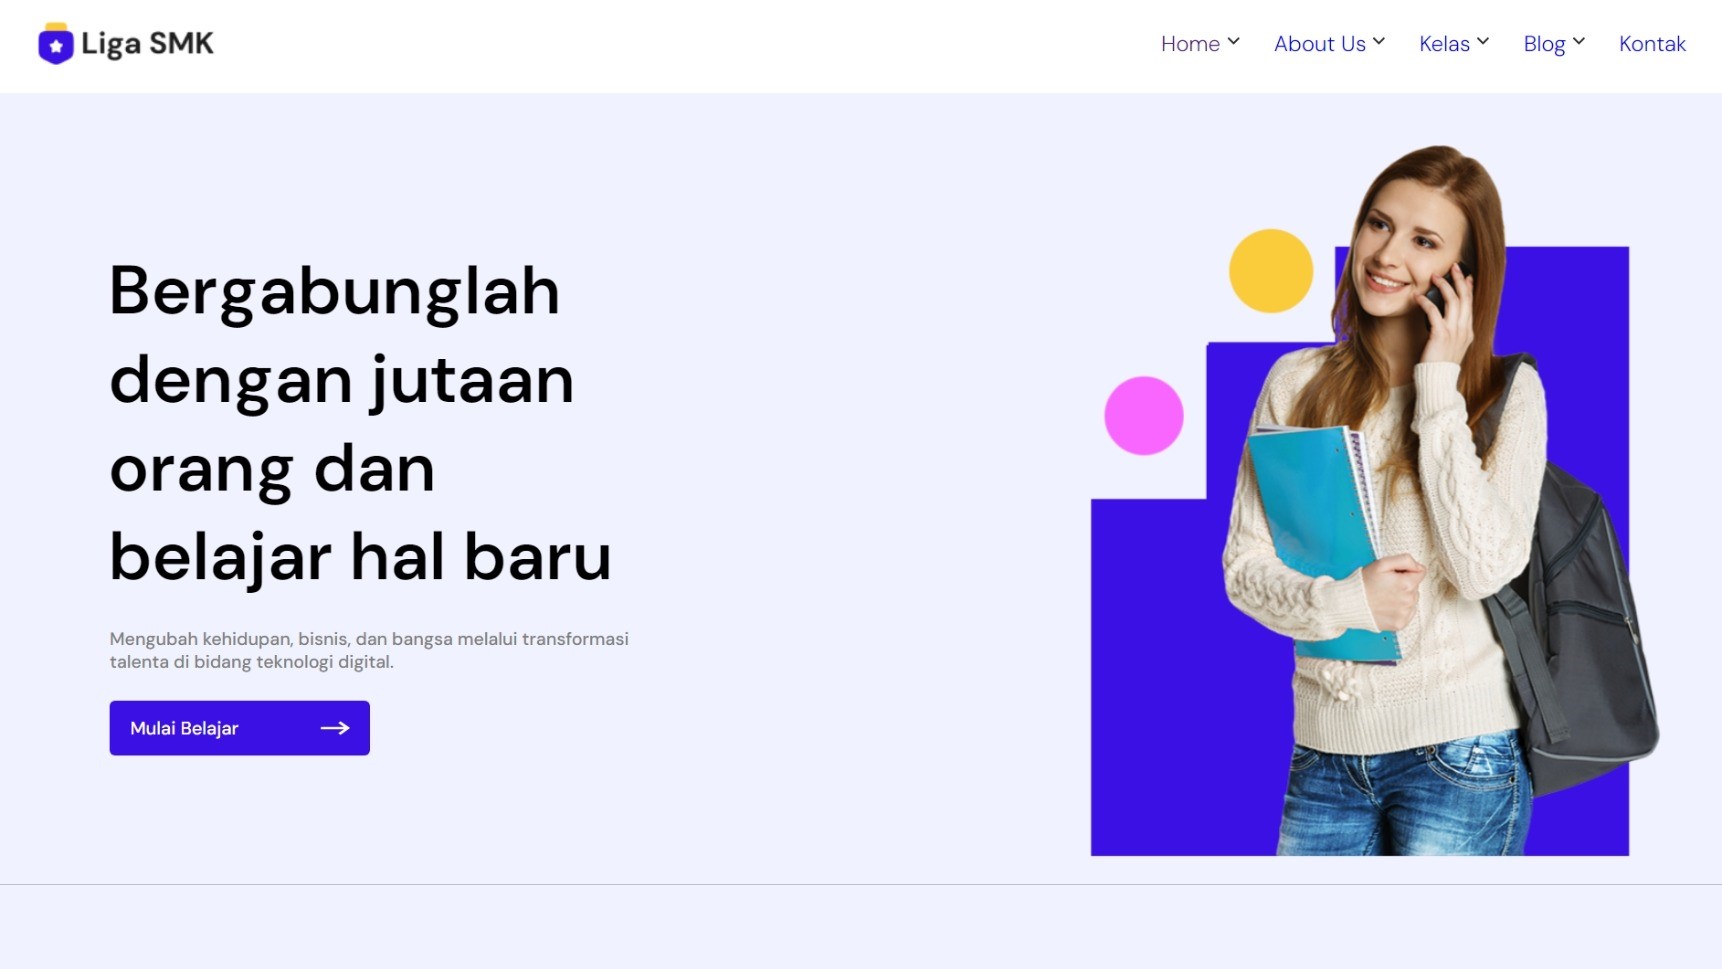 Liga SMK
Home
About Us
Kelas
Blog
Kontak
Bergabunglah
dengan jutaan
orang dan
belajar hal baru
Mengubah kehidupan, bisnis, dan bangsa melalui transformasi
talenta di bidang teknologi digital.
Mulai Belajar